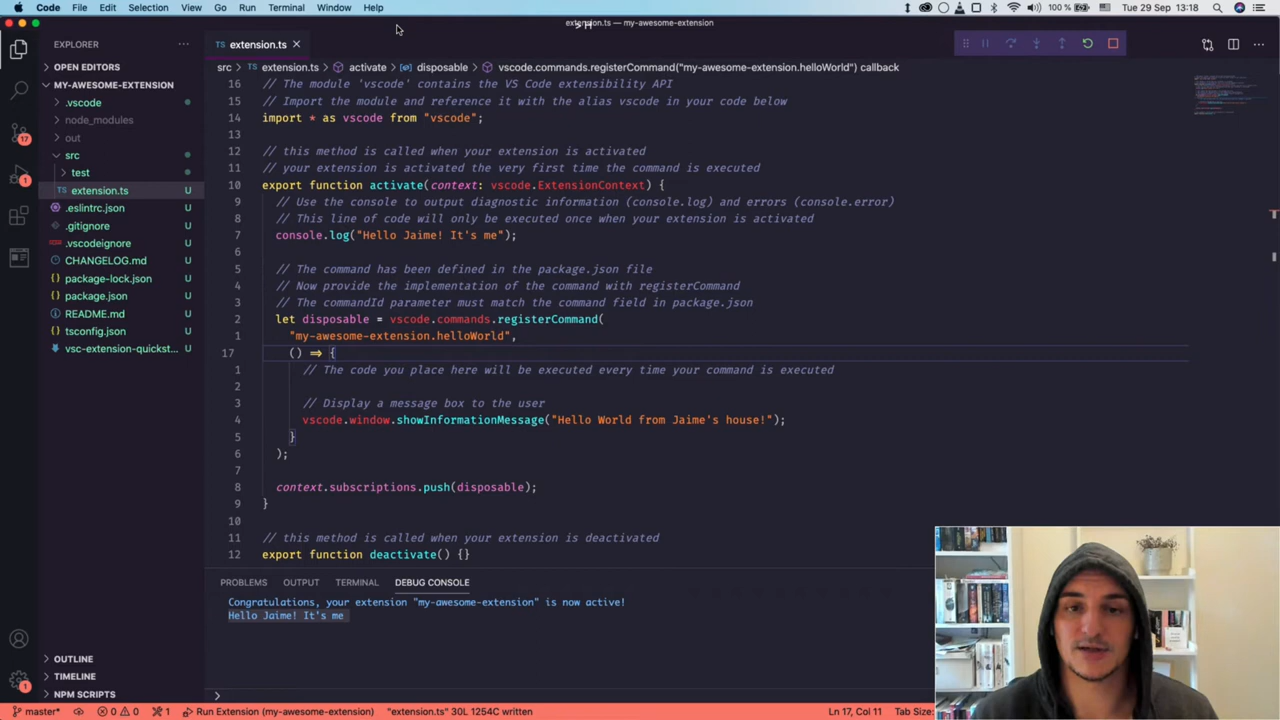 Code File Edit Selection View Go Run Terminal Window Help 100 % Tue 29 Sep 13:18
extension.ts — my-awesome-extension
EXPLORER
TS extension.ts
OPEN EDITORS
src > TS extension.ts > activate > disposable > vscode.commands.registerCommand("my-awesome-extension.helloWorld") callback
MY-AWESOME-EXTENSION
.vscode
node_modules
out
src
test
TS extension.ts U
.eslintrc.json U
.gitignore U
.vscodeignore U
CHANGELOG.md U
package-lock.json U
package.json U
README.md U
tsconfig.json U
vsc-extension-quickst... U
17
1
1
OUTLINE
TIMELINE
NPM SCRIPTS
16 // The module 'vscode' contains the VS Code extensibility API
15 // Import the module and reference it with the alias vscode in your code below
14 import * as vscode from "vscode";
13
12 // this method is called when your extension is activated
11 // your extension is activated the very first time the command is executed
10 export function activate(context: vscode.ExtensionContext) {
9 // Use the console to output diagnostic information (console.log) and errors (console.error)
8 // This line of code will only be executed once when your extension is activated
7 console.log("Hello Jaime! It's me");
6
5 // The command has been defined in the package.json file
4 // Now provide the implementation of the command with registerCommand
3 // The commandId parameter must match the command field in package.json
2 let disposable = vscode.commands.registerCommand(
1 "my-awesome-extension.helloWorld",
17 () => {
1 // The code you place here will be executed every time your command is executed
2
3 // Display a message box to the user
4 vscode.window.showInformationMessage("Hello World from Jaime's house!");
5 }
6 );
7
8 context.subscriptions.push(disposable);
9 }
10
11 // this method is called when your extension is deactivated
12 export function deactivate() {}
PROBLEMS OUTPUT TERMINAL DEBUG CONSOLE
Congratulations, your extension "my-awesome-extension" is now active!
Hello Jaime! It's me
master* 0 0 1 Run Extension (my-awesome-extension) "extension.ts" 30L 1254C written Ln 17, Col 11 Tab Size: